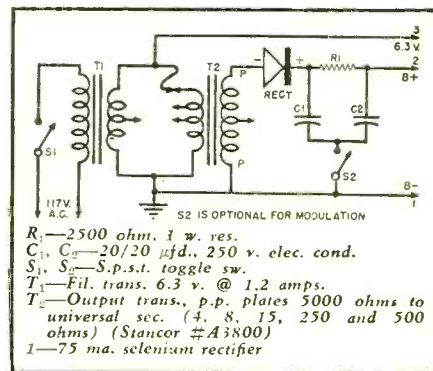 3
6.3 V.
2
B+
T1
T2
P
-
RECT
+
R1
C1
C2
S1
S2
P
117V.
A.C.
B-
1
S2 IS OPTIONAL FOR MODULATION
R1—2500 ohm, 1 w. res.
C1, C2—20/20 µfd., 250 v. elec. cond.
S1, S2—S.p.s.t. toggle sw.
T1—Fil. trans. 6.3 v. @ 1.2 amps.
T2—Output trans., p.p. plates 5000 ohms to
universal sec. (4, 8, 15, 250 and 500
ohms) (Stancor #A3800)
1—75 ma. selenium rectifier